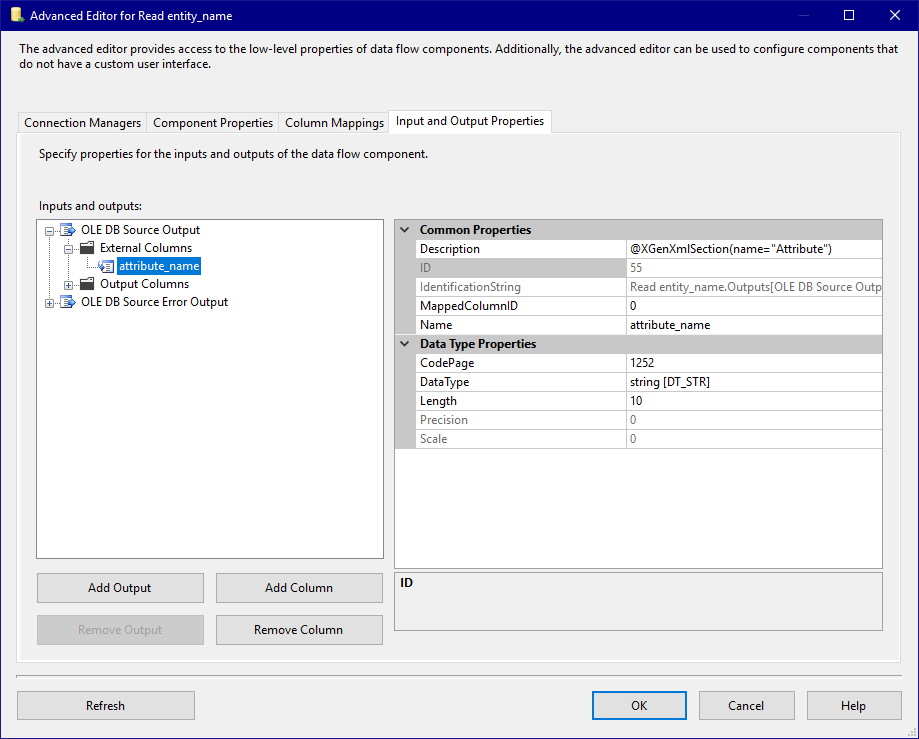 Advanced Editor for Read entity_name
The advanced editor provides access to the low-level properties of data flow components. Additionally, the advanced editor can be used to configure components that
do not have a custom user interface.
Connection Managers
Component Properties
Column Mappings
Input and Output Properties
Specify properties for the inputs and outputs of the data flow component.
Inputs and outputs:
OLE DB Source Output
External Columns
attribute_name
Output Columns
OLE DB Source Error Output
Common Properties
Description @XGenXmlSection(name="Attribute")
ID 55
IdentificationString Read entity_name.Outputs[OLE DB Source Outp
MappedColumnID 0
Name attribute_name
Data Type Properties
CodePage 1252
DataType string [DT_STR]
Length 10
Precision 0
Scale 0
Add Output
Add Column
Remove Output
Remove Column
ID
Refresh
OK
Cancel
Help